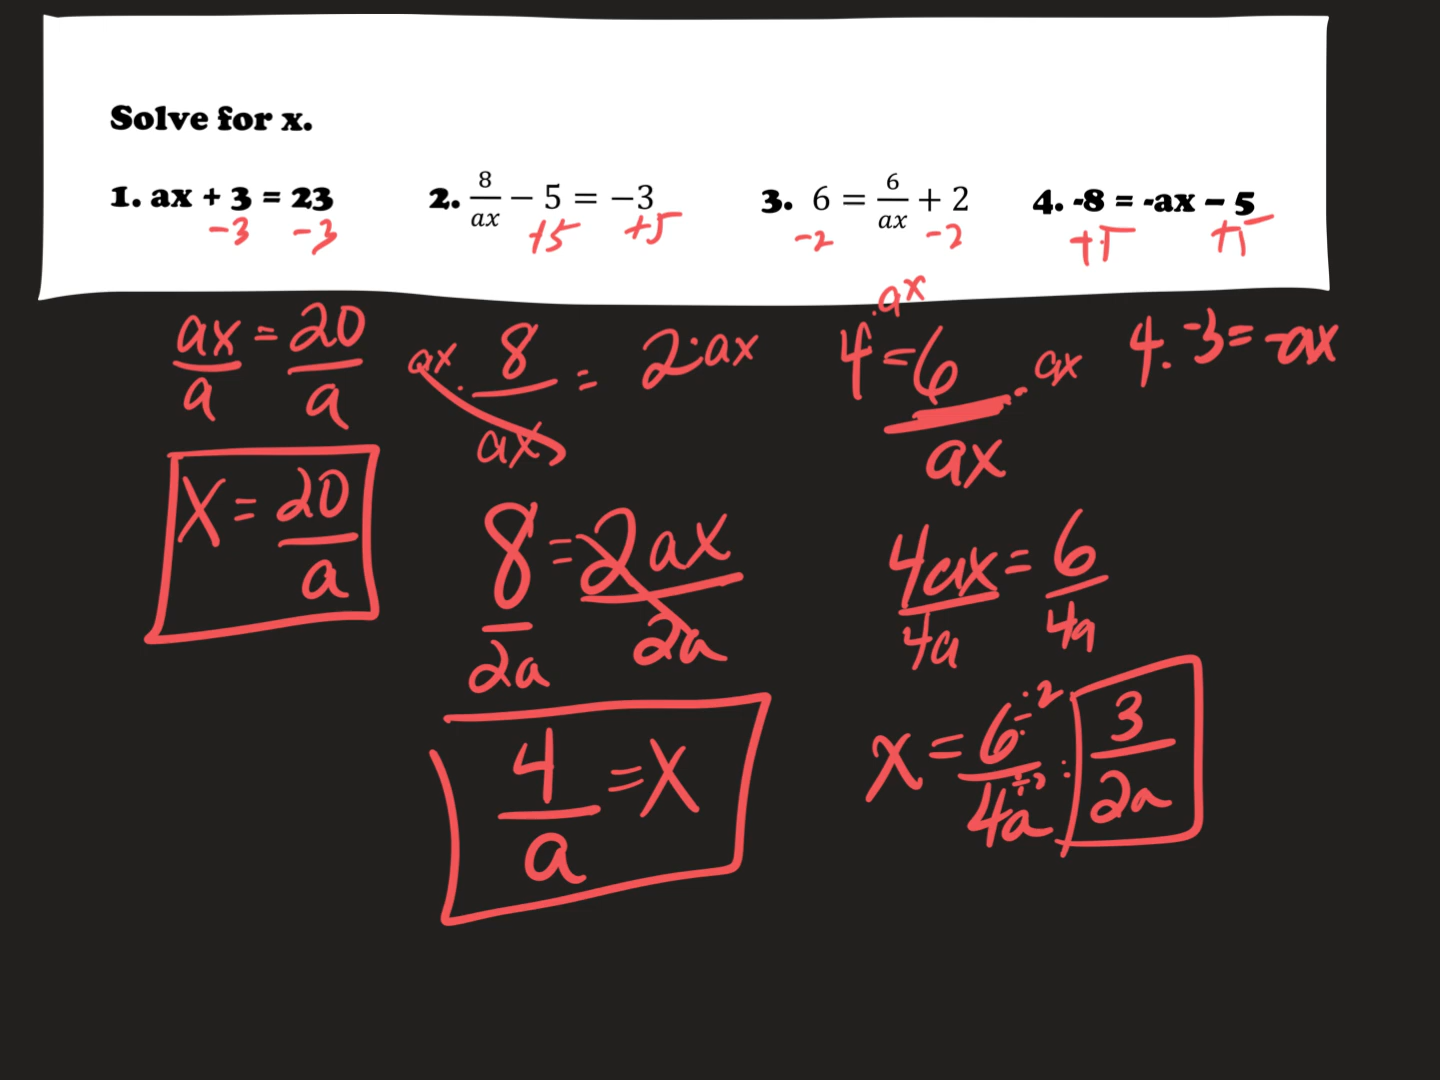 Solve for x.
1. ax + 3 = 23
-3 -3
2. 8/ax − 5 = −3
+5 +5
3. 6 = 6/ax + 2
-2 -2
4. -8 = -ax – 5
+5 +5
ax/a = 20/a
x = 20/a
ax · 8/ax = 2 · ax
8/2a = 2ax/2a
4/a = x
·ax
4 = 6/ax · ax
4ax/4a = 6/4a
x = 6÷2/4a÷2 = 3/2a
4. -3 = -ax